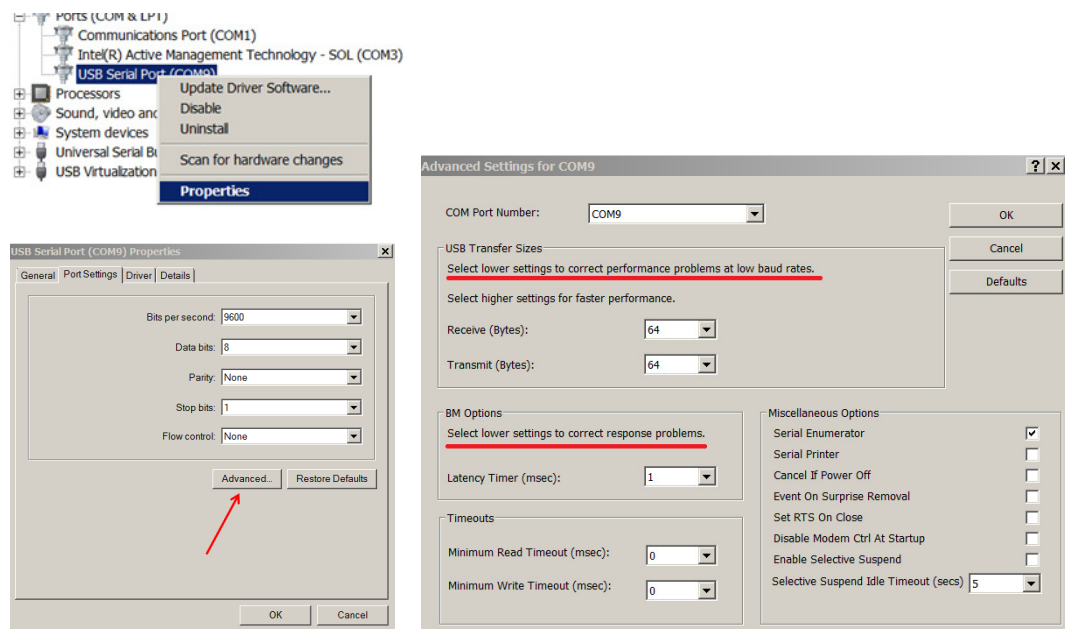 Ports (COM & LPT)
Communications Port (COM1)
Intel(R) Active Management Technology - SOL (COM3)
USB Serial Port (COM9)
Processors
Sound, video and
System devices
Universal Serial Bu
USB Virtualization
Update Driver Software...
Disable
Uninstall
Scan for hardware changes
Properties
USB Serial Port (COM9) Properties
General Port Settings Driver Details
Bits per second: 9600
Data bits: 8
Parity: None
Stop bits: 1
Flow control: None
Advanced... Restore Defaults
OK Cancel
Advanced Settings for COM9
COM Port Number: COM9
OK
Cancel
Defaults
USB Transfer Sizes
Select lower settings to correct performance problems at low baud rates.
Select higher settings for faster performance.
Receive (Bytes): 64
Transmit (Bytes): 64
BM Options
Select lower settings to correct response problems.
Latency Timer (msec): 1
Timeouts
Minimum Read Timeout (msec): 0
Minimum Write Timeout (msec): 0
Miscellaneous Options
Serial Enumerator
Serial Printer
Cancel If Power Off
Event On Surprise Removal
Set RTS On Close
Disable Modem Ctrl At Startup
Enable Selective Suspend
Selective Suspend Idle Timeout (secs) 5